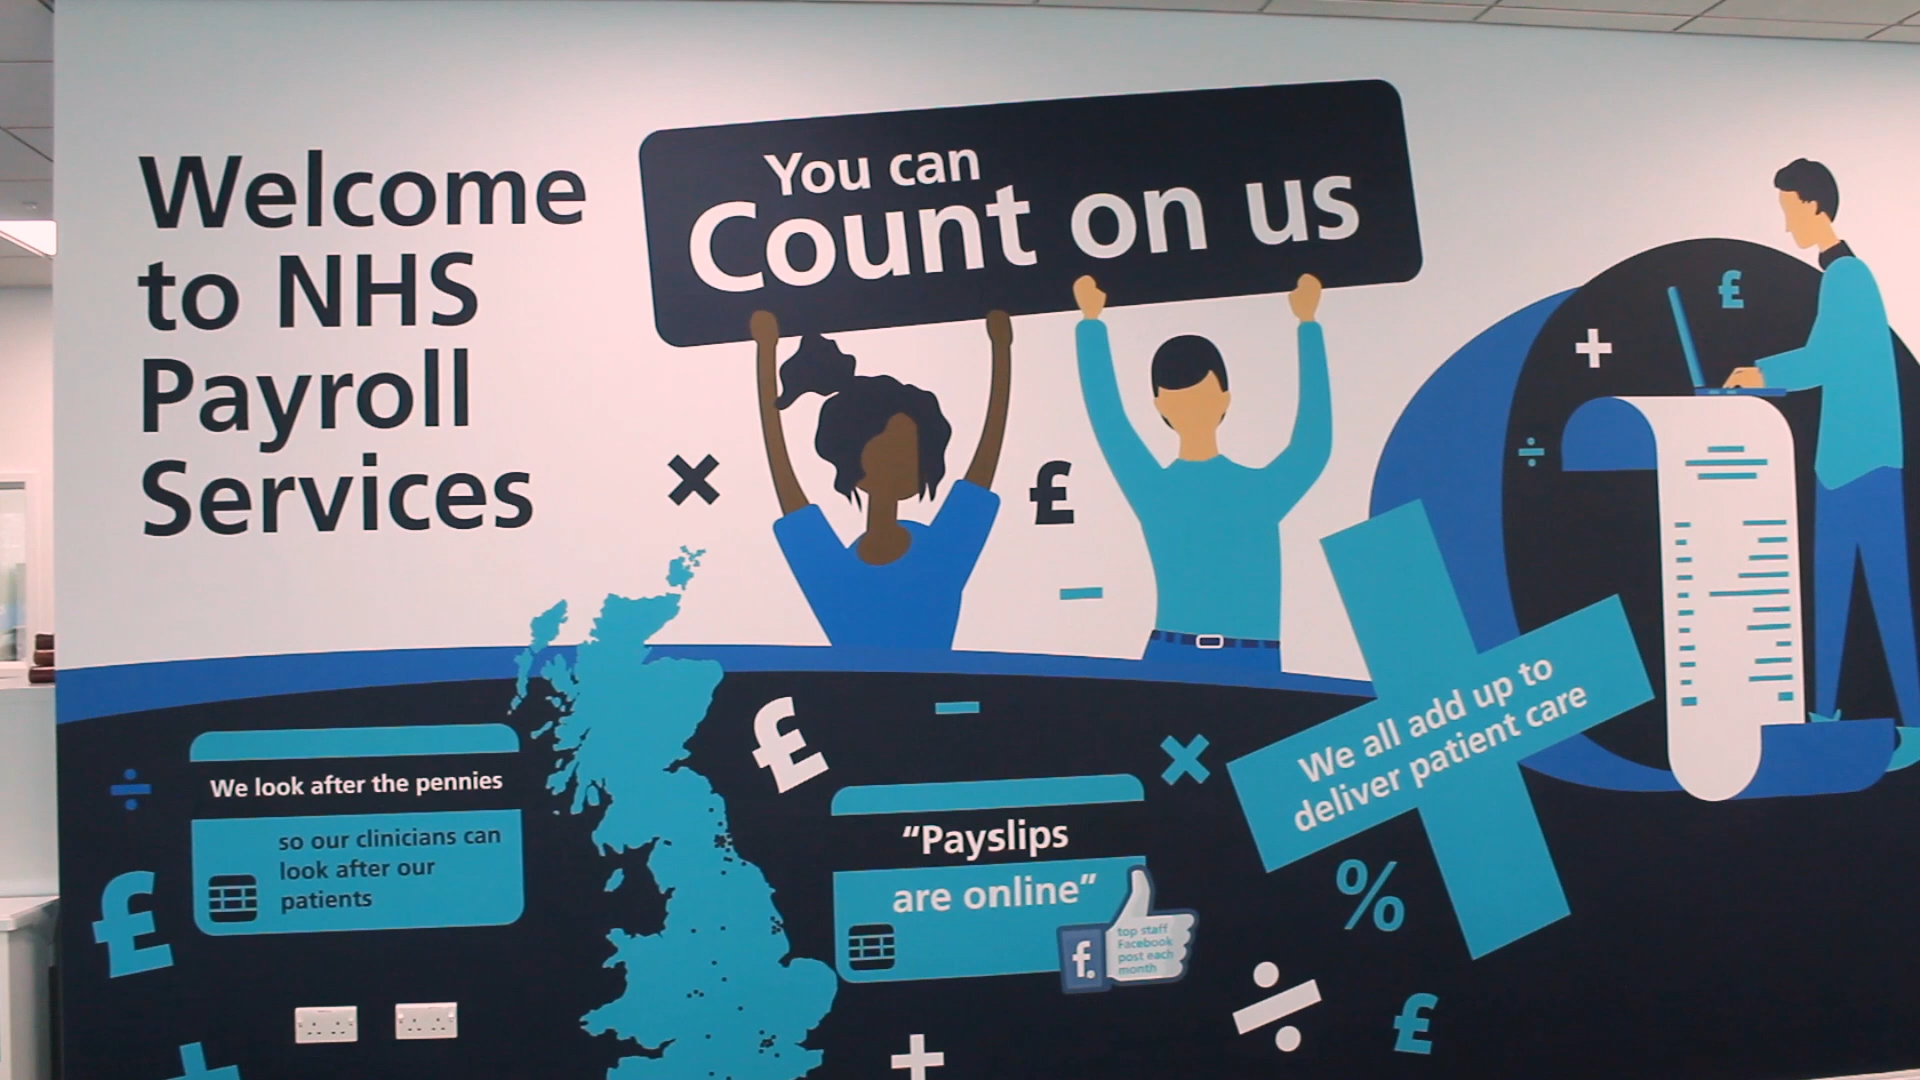 Welcome
to NHS
Payroll
Services
You can
Count on us
We look after the pennies
so our clinicians can
look after our
patients
"Payslips
are online"
f
top staff
Facebook
post each
month
We all add up to
deliver patient care